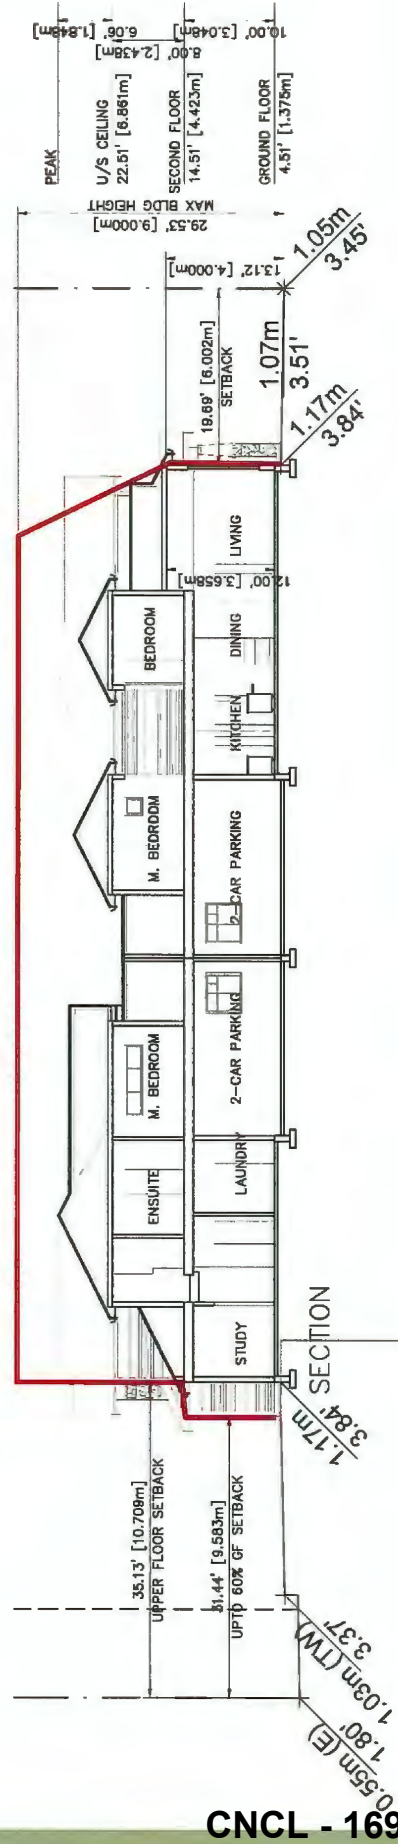 PEAK
6.06' [1.848m]
8.00' [2.438m]
U/S CEILING
22.51' [6.861m]
SECOND FLOOR
14.51' [4.423m]
10.00' [3.048m]
GROUND FLOOR
4.51' [1.375m]
29.53' [9.000m]
MAX BLDG HEIGHT
13.12' [4.000m]
1.05m
3.45'
19.69' [6.002m]
SETBACK
1.07m
3.51'
1.17m
3.84'
12.00' [3.658m]
LIVING
DINING
KITCHEN
BEDROOM
M. BEDROOM
2-CAR PARKING
2-CAR PARKING
M. BEDROOM
ENSUITE
LAUNDRY
STUDY
SECTION
1.17m
3.84'
35.13' [10.709m]
UPPER FLOOR SETBACK
31.44' [9.583m]
UPTO 60% GF SETBACK
1.03m (TW)
3.37'
0.55m (E)
1.80'
CNCL - 169